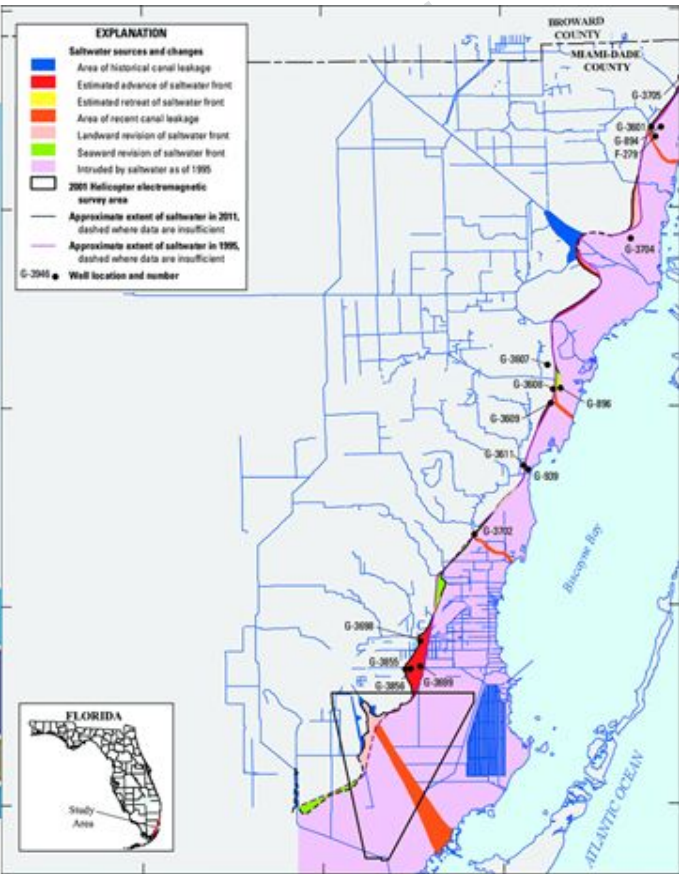 EXPLANATION
Saltwater sources and changes
Area of historical canal leakage
Estimated advance of saltwater front
Estimated retreat of saltwater front
Area of recent canal leakage
Landward revision of saltwater front
Seaward revision of saltwater front
Intruded by saltwater as of 1995
2001 Helicopter electromagnetic
survey area
Approximate extent of saltwater in 2011,
dashed where data are insufficient
Approximate extent of saltwater in 1995,
dashed where data are insufficient
G-3946 Well location and number
BROWARD
COUNTY
MIAMI-DADE
COUNTY
G-3705
G-3601
G-894
F-279
G-3704
G-3607
G-3608
G-896
G-3609
G-3611
G-939
G-3702
Biscayne Bay
G-3698
G-3855
G-3699
G-3856
FLORIDA
Study
Area
ATLANTIC OCEAN